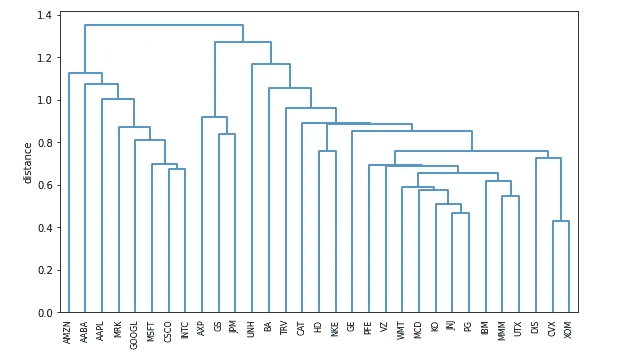 1.4
1.2
1.0
0.8
0.6
0.4
0.2
0.0
distance
AMZN
AABA
AAPL
MRK
GOOGL
MSFT
CSCO
INTC
AXP
GS
JPM
UNH
BA
TRV
CAT
HD
NKE
GE
PFE
VZ
WMT
MCD
KO
JNJ
PG
IBM
MMM
UTX
DIS
CVX
XOM